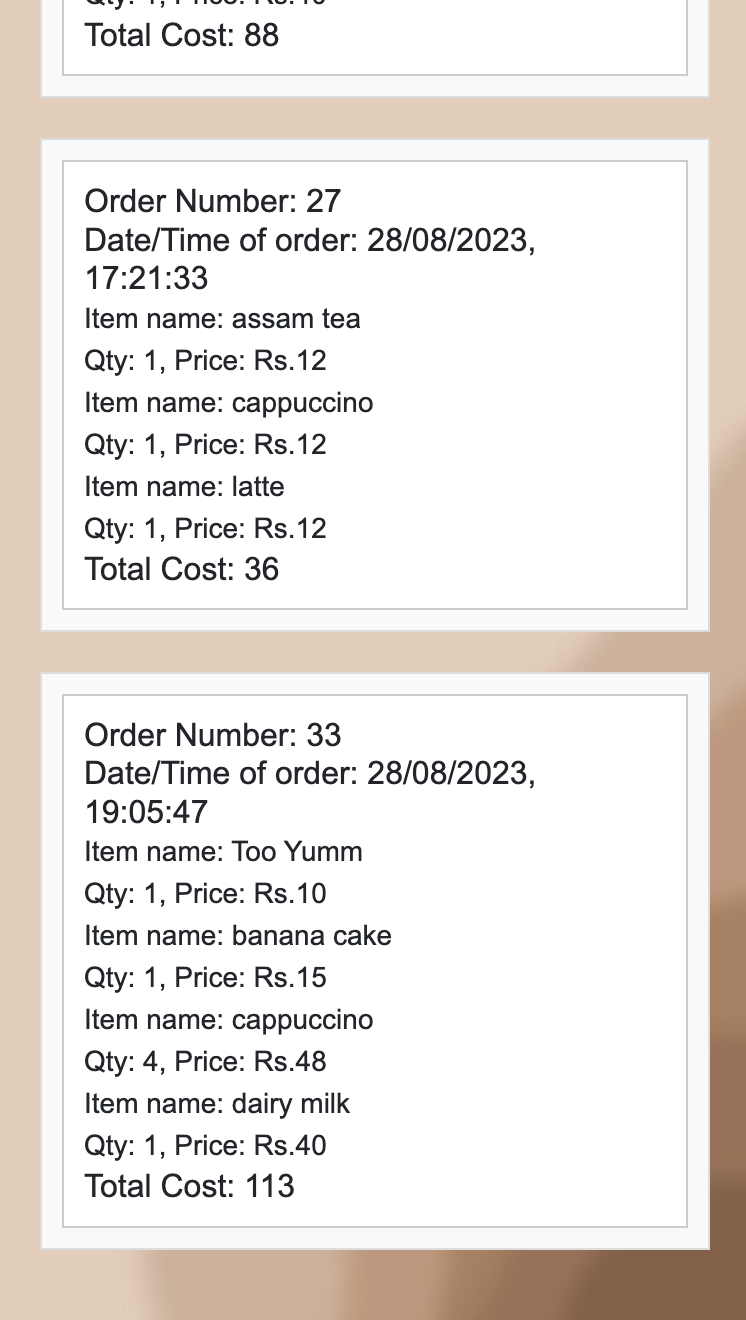 Total Cost: 88
Order Number: 27
Date/Time of order: 28/08/2023,
17:21:33
Item name: assam tea
Qty: 1, Price: Rs.12
Item name: cappuccino
Qty: 1, Price: Rs.12
Item name: latte
Qty: 1, Price: Rs.12
Total Cost: 36
Order Number: 33
Date/Time of order: 28/08/2023,
19:05:47
Item name: Too Yumm
Qty: 1, Price: Rs.10
Item name: banana cake
Qty: 1, Price: Rs.15
Item name: cappuccino
Qty: 4, Price: Rs.48
Item name: dairy milk
Qty: 1, Price: Rs.40
Total Cost: 113